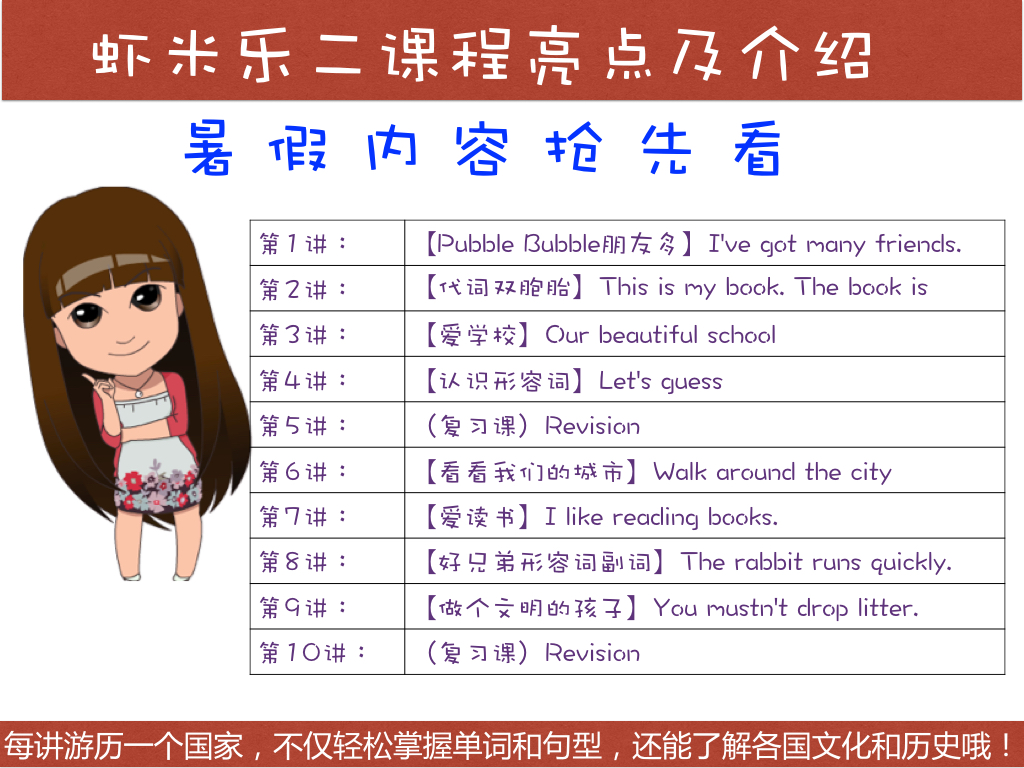 虾米乐二课程亮点及介绍
暑假内容抢先看
第1讲： 【Pubble Bubble朋友多】I've got many friends.
第2讲： 【代词双胞胎】This is my book. The book is
第3讲： 【爱学校】Our beautiful school
第4讲： 【认识形容词】Let's guess
第5讲： （复习课）Revision
第6讲： 【看看我们的城市】Walk around the city
第7讲： 【爱读书】I like reading books.
第8讲： 【好兄弟形容词副词】The rabbit runs quickly.
第9讲： 【做个文明的孩子】You mustn't drop litter.
第10讲： （复习课）Revision
每讲游历一个国家，不仅轻松掌握单词和句型，还能了解各国文化和历史哦！